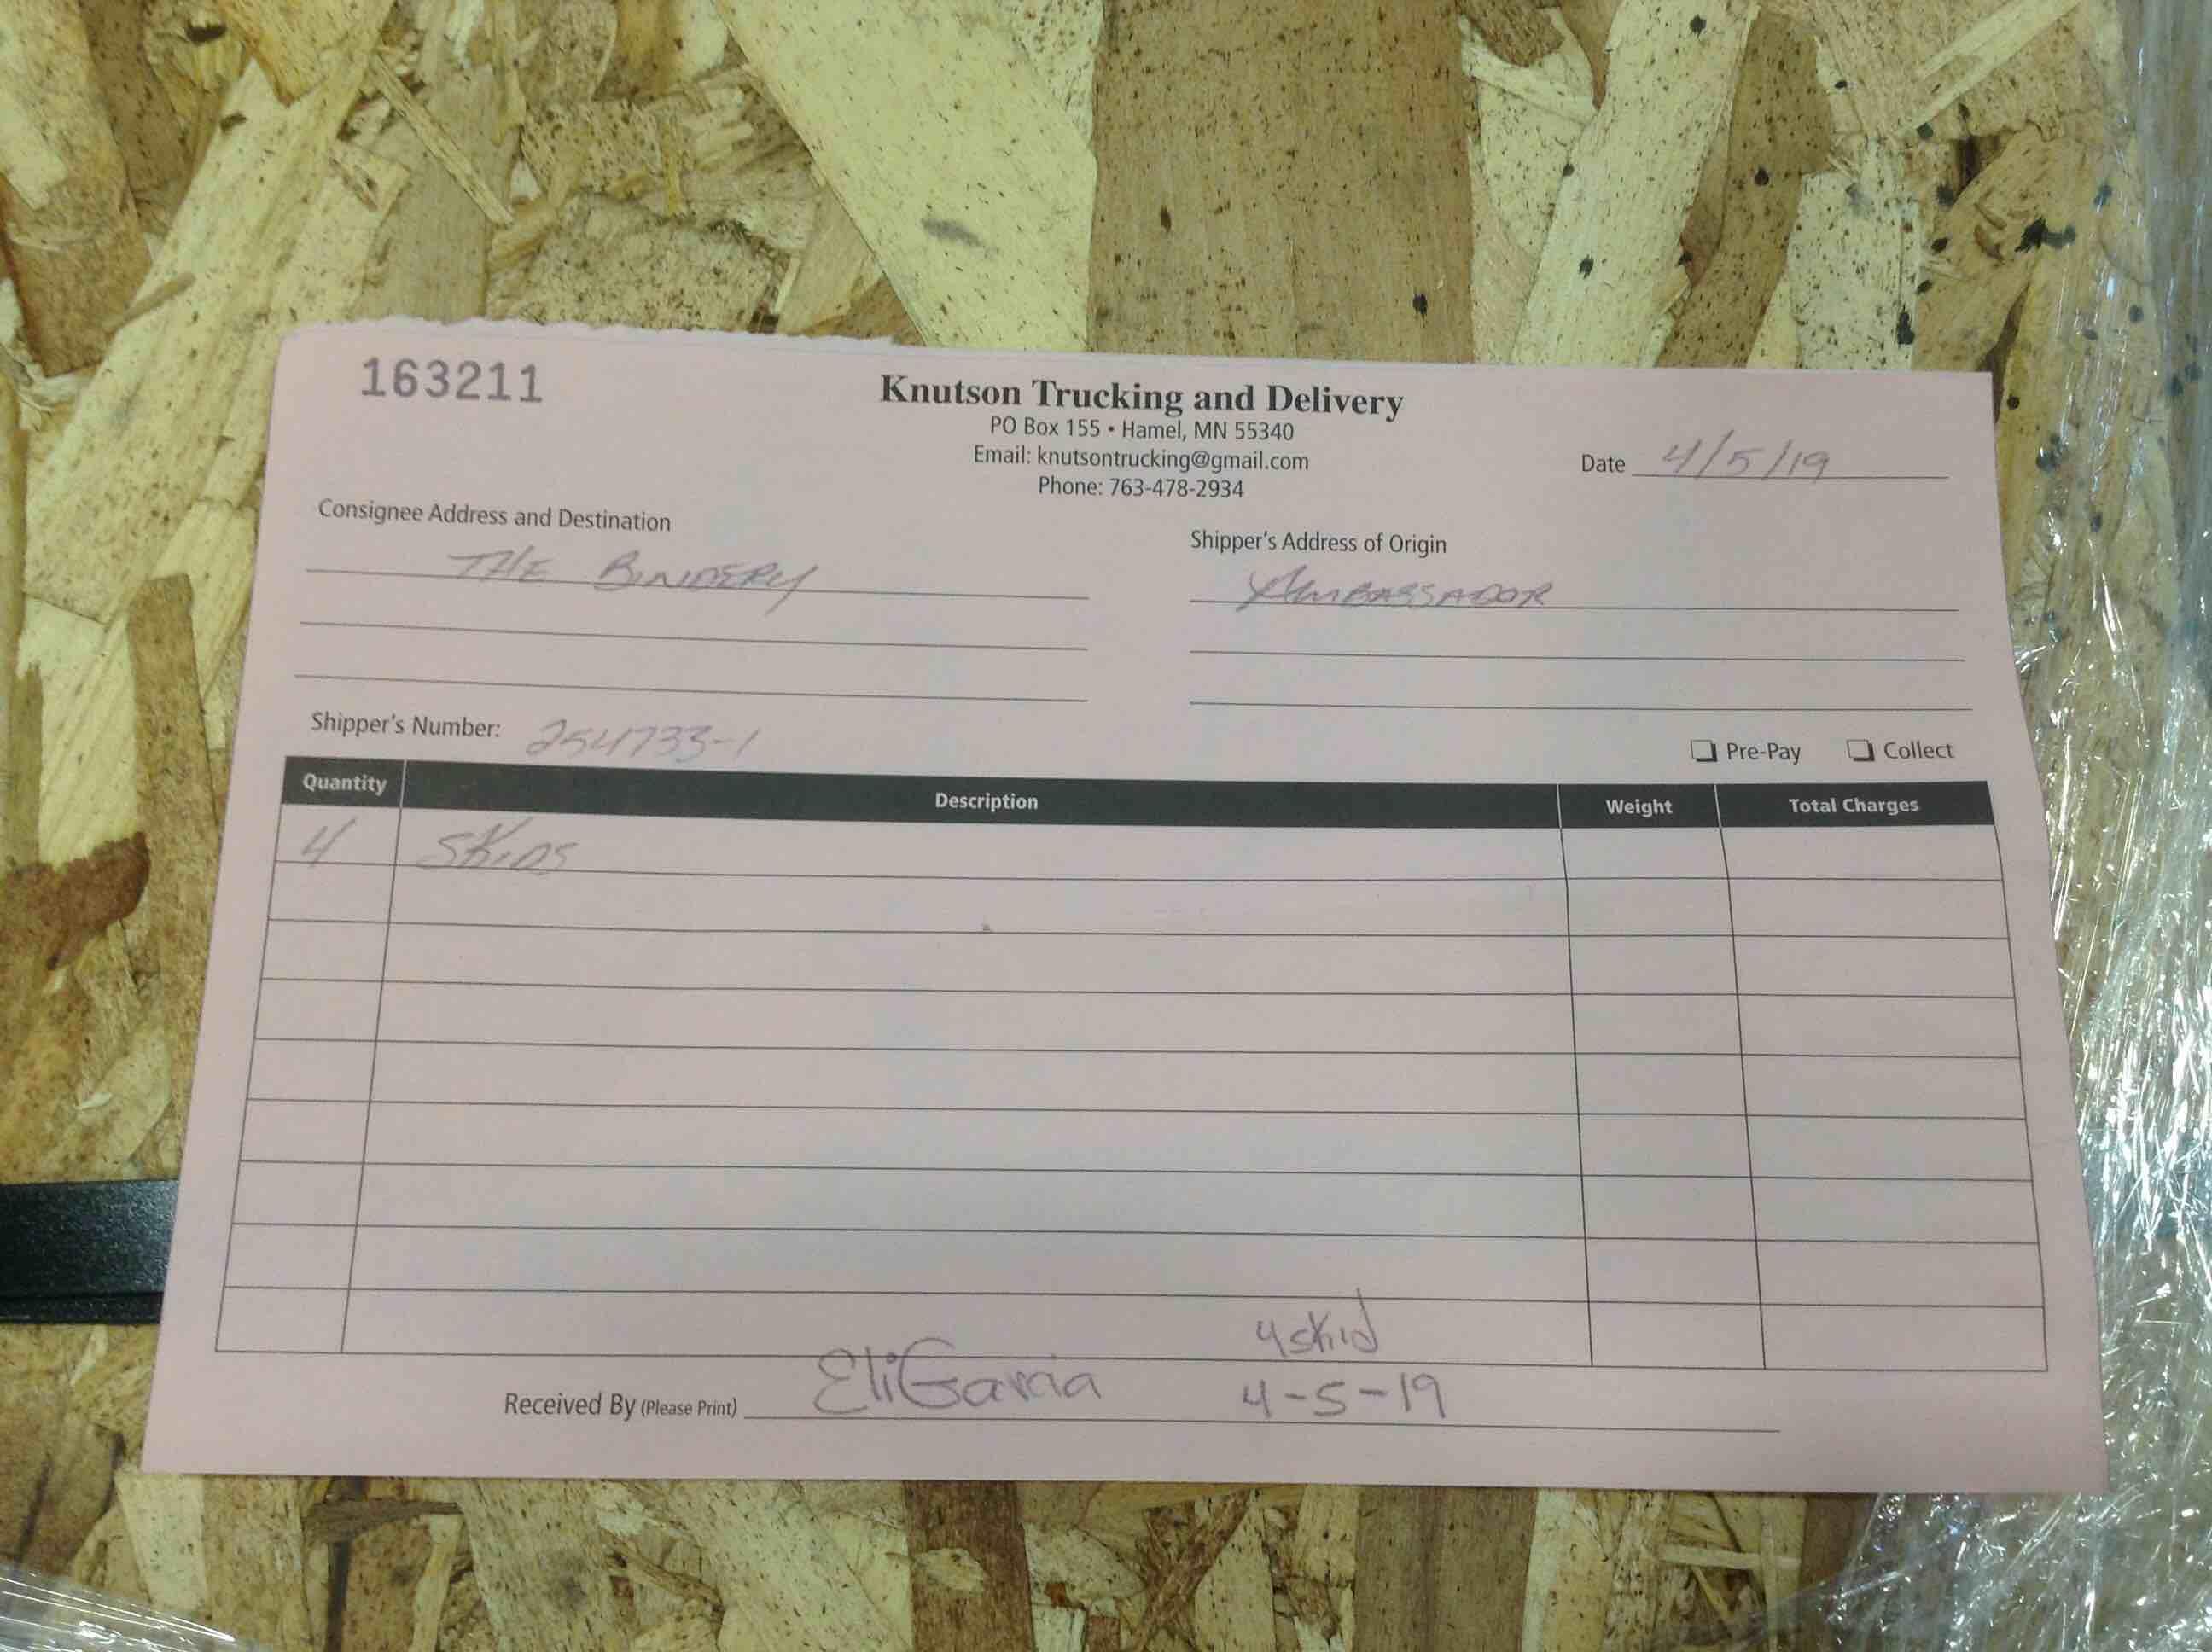 163211
Knutson Trucking and Delivery
PO Box 155 • Hamel, MN 55340
Email: knutsontrucking@gmail.com
Phone: 763-478-2934
Date 4/5/19
Consignee Address and Destination
THE BINDERY
Shipper's Address of Origin
AMBASSADOR
Shipper's Number: 254733-1
❏ Pre-Pay ❏ Collect
Quantity Description Weight Total Charges
4 SKIDS
4 skid
Received By (Please Print) Eli Garcia 4-5-19